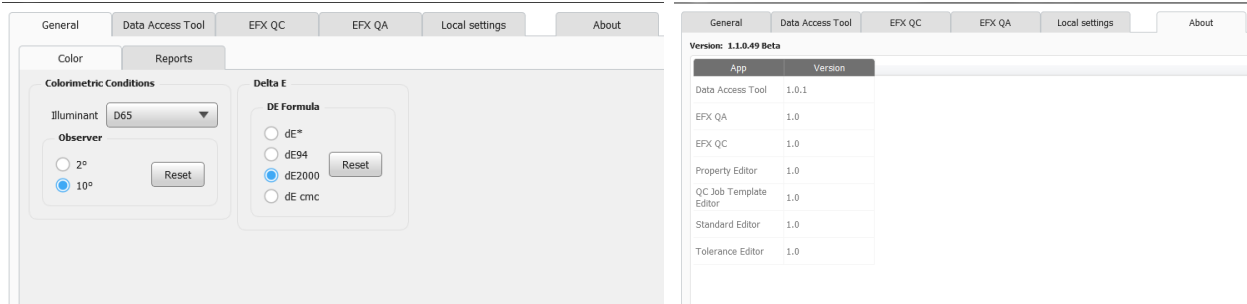 General Data Access Tool EFX QC EFX QA Local settings About
Color Reports
Colorimetric Conditions
Illuminant D65
Observer
2°
10°
Reset
Delta E
DE Formula
dE*
dE94
dE2000
dE cmc
Reset
General Data Access Tool EFX QC EFX QA Local settings About
Version: 1.1.0.49 Beta
App Version
Data Access Tool 1.0.1
EFX QA 1.0
EFX QC 1.0
Property Editor 1.0
QC Job Template
Editor 1.0
Standard Editor 1.0
Tolerance Editor 1.0